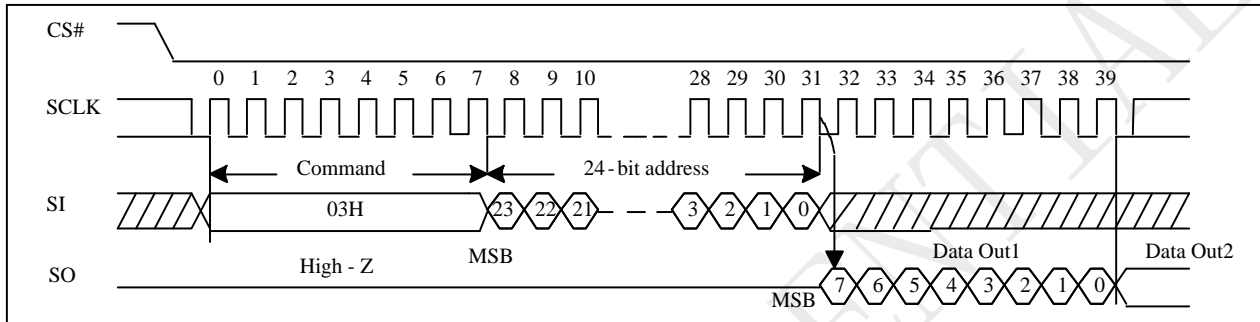 CS#
0 1 2 3 4 5 6 7 8 9 10 28 29 30 31 32 33 34 35 36 37 38 39
SCLK
Command 24-bit address
SI 03H 23 22 21 3 2 1 0
High - Z MSB Data Out1 Data Out2
SO MSB 7 6 5 4 3 2 1 0